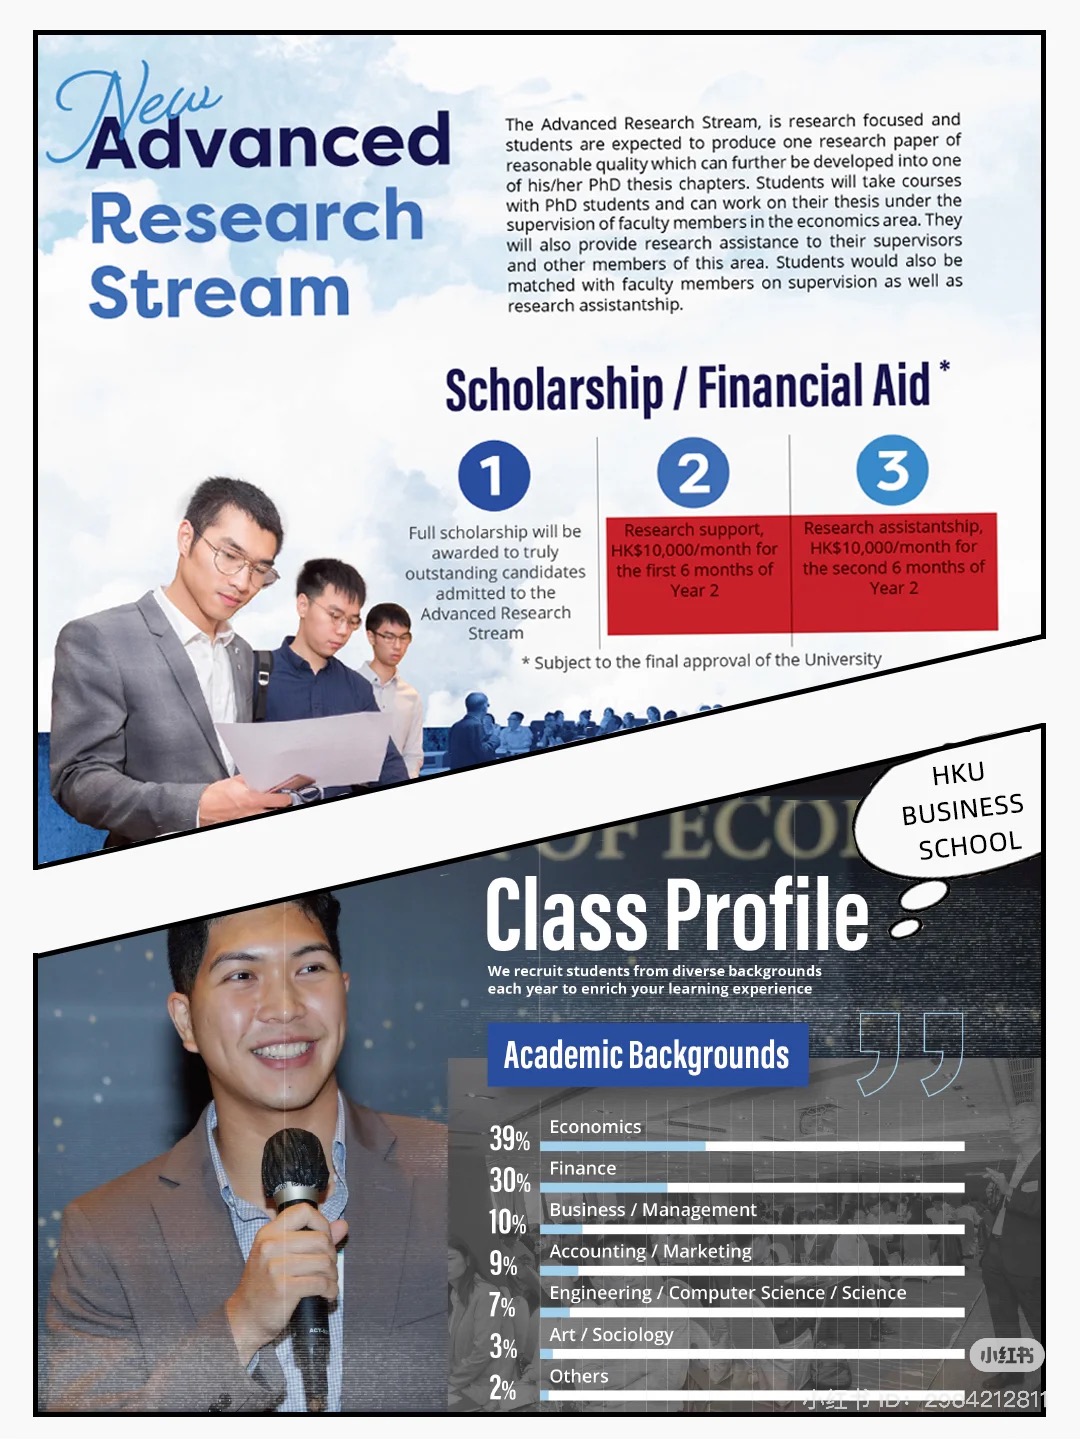 New
Advanced
Research
Stream
The Advanced Research Stream, is research focused and
students are expected to produce one research paper of
reasonable quality which can further be developed into one
of his/her PhD thesis chapters. Students will take courses
with PhD students and can work on their thesis under the
supervision of faculty members in the economics area. They
will also provide research assistance to their supervisors
and other members of this area. Students would also be
matched with faculty members on supervision as well as
research assistantship.
Scholarship / Financial Aid *
1
Full scholarship will be
awarded to truly
outstanding candidates
admitted to the
Advanced Research
Stream
2
Research support,
HK$10,000/month for
the first 6 months of
Year 2
3
Research assistantship,
HK$10,000/month for
the second 6 months of
Year 2
* Subject to the final approval of the University
HKU
BUSINESS
SCHOOL
OF ECO
Class Profile
We recruit students from diverse backgrounds
each year to enrich your learning experience
Academic Backgrounds
39% Economics
30% Finance
10% Business / Management
9% Accounting / Marketing
7% Engineering / Computer Science / Science
3% Art / Sociology
2% Others
小红书
小红书 ID: 2984212811